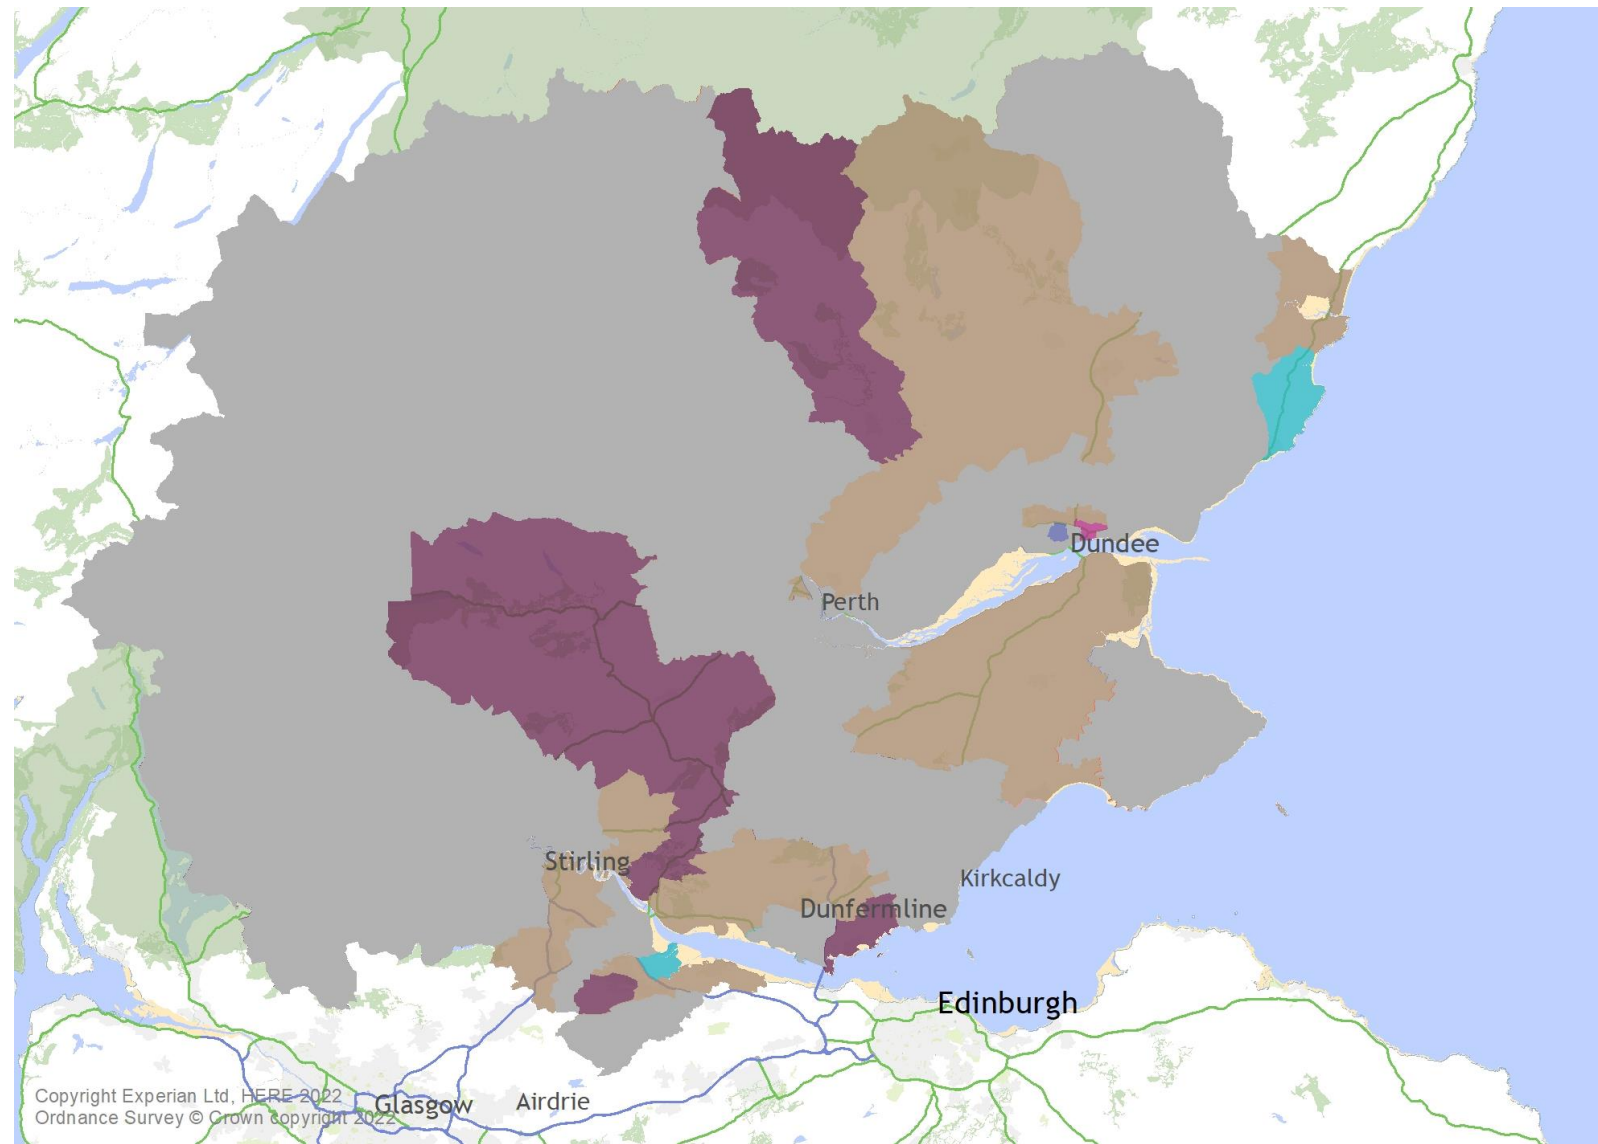 Dundee
Perth
Stirling
Kirkcaldy
Dunfermline
Edinburgh
Copyright Experian Ltd, HERE 2022
Ordnance Survey © Crown copyright 2022
Glasgow
Airdrie